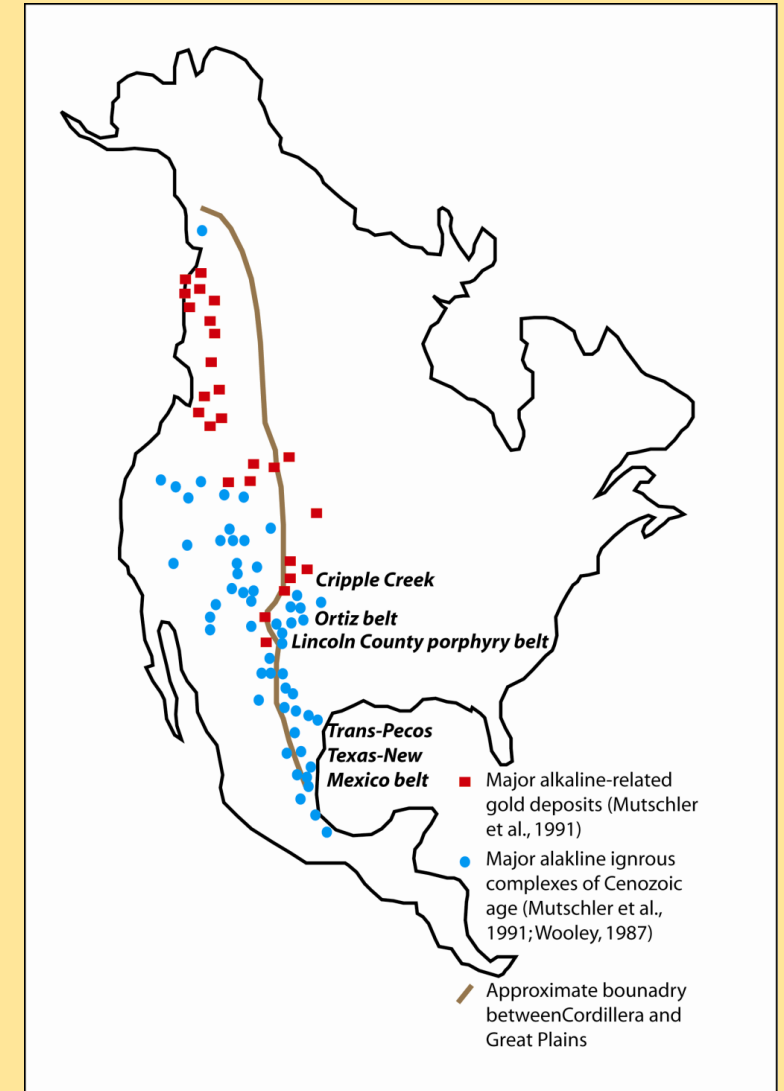 Cripple Creek
Ortiz belt
Lincoln County porphyry belt
Trans-Pecos
Texas-New
Mexico belt
Major alkaline-related
gold deposits (Mutschler
et al., 1991)
Major alakline ignrous
complexes of Cenozoic
age (Mutschler et al.,
1991;Wooley, 1987)
Approximate bounadry
betweenCordillera and
Great Plains